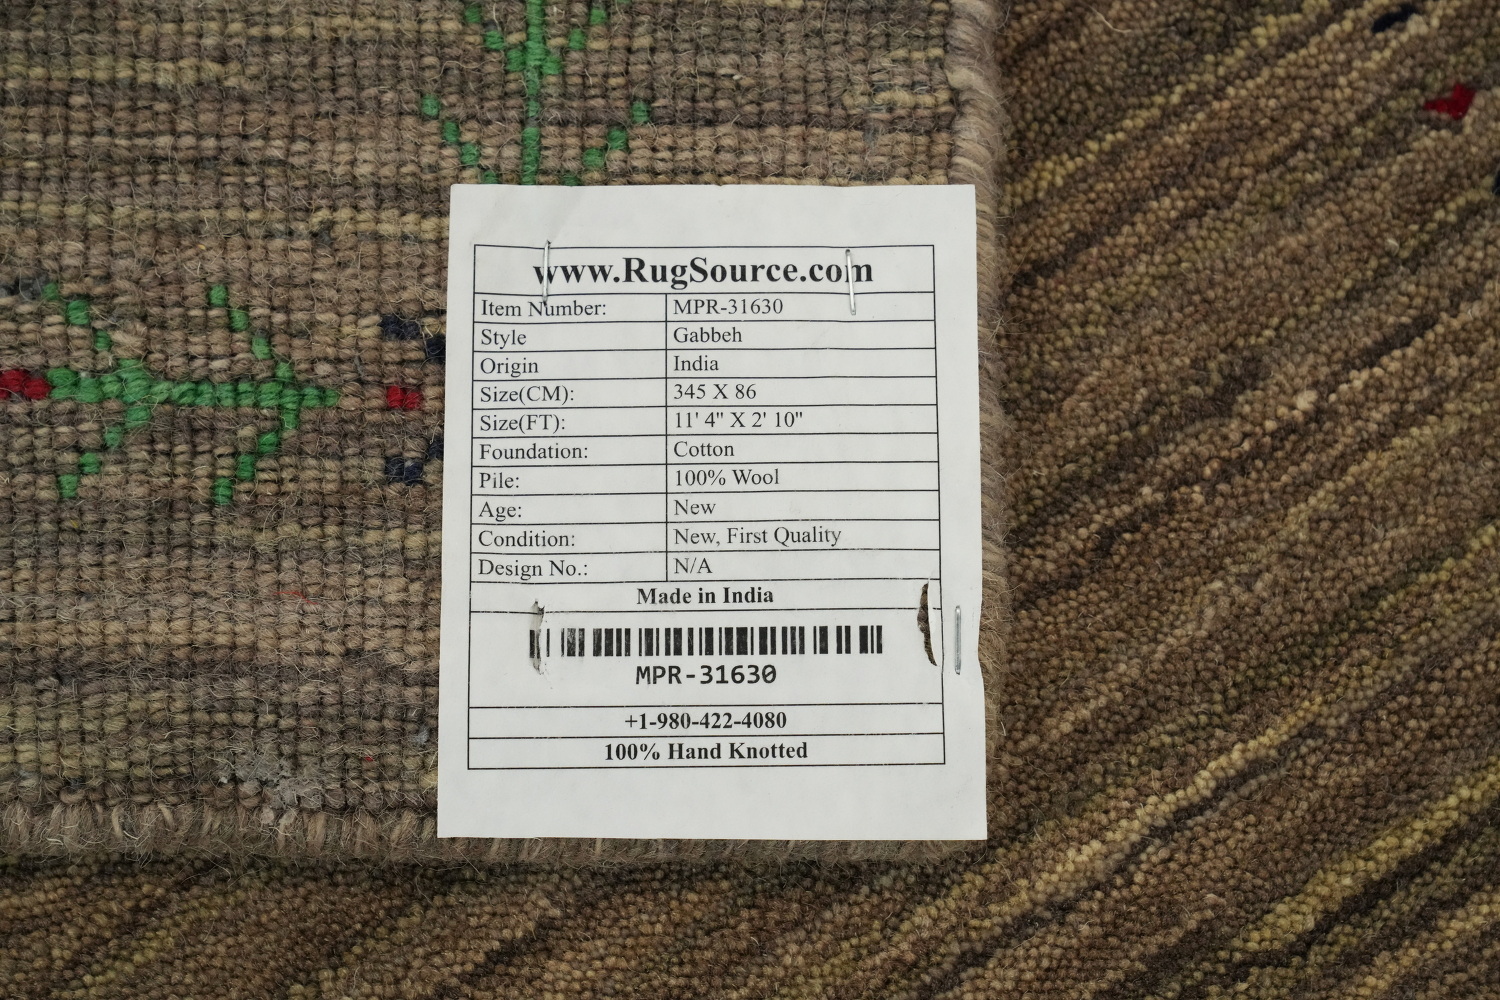 www.RugSource.com
Item Number: MPR-31630
Style Gabbeh
Origin India
Size(CM): 345 X 86
Size(FT): 11' 4" X 2' 10"
Foundation: Cotton
Pile: 100% Wool
Age: New
Condition: New, First Quality
Design No.: N/A
Made in India
MPR-31630
+1-980-422-4080
100% Hand Knotted